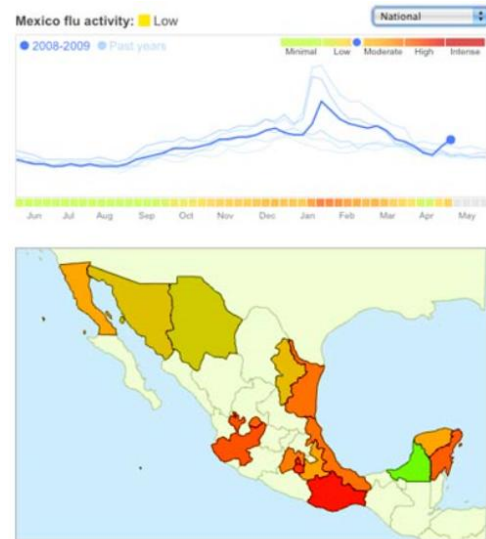 Mexico flu activity: Low
National
2008-2009 Past years
Minimal Low Moderate High Intense
Jun Jul Aug Sep Oct Nov Dec Jan Feb Mar Apr May